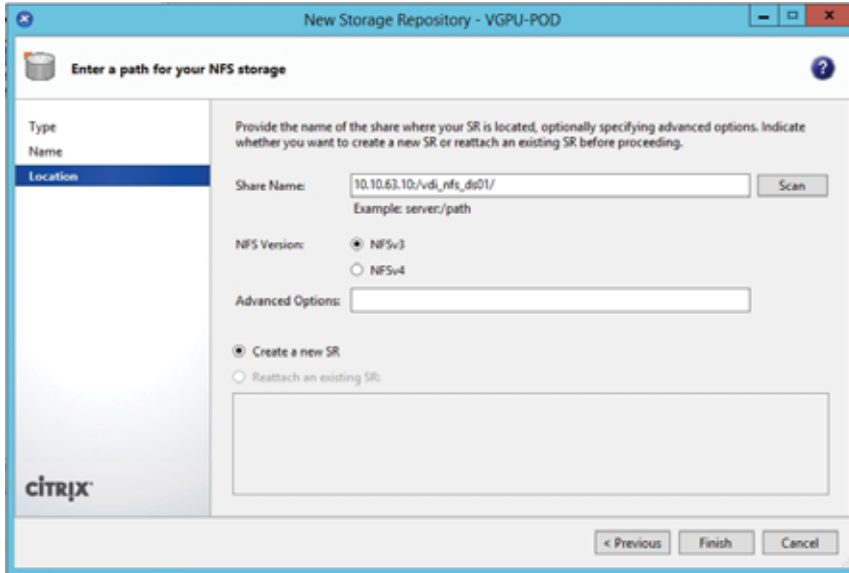 New Storage Repository - VGPU-POD
Enter a path for your NFS storage
Type
Name
Location
Provide the name of the share where your SR is located, optionally specifying advanced options. Indicate
whether you want to create a new SR or reattach an existing SR before proceeding.
Share Name: 10.10.63.10:/vdi_nfs_ds01/ Scan
Example: server:/path
NFS Version: NFSv3
NFSv4
Advanced Options:
Create a new SR
Reattach an existing SR:
CİTRIX
< Previous Finish Cancel